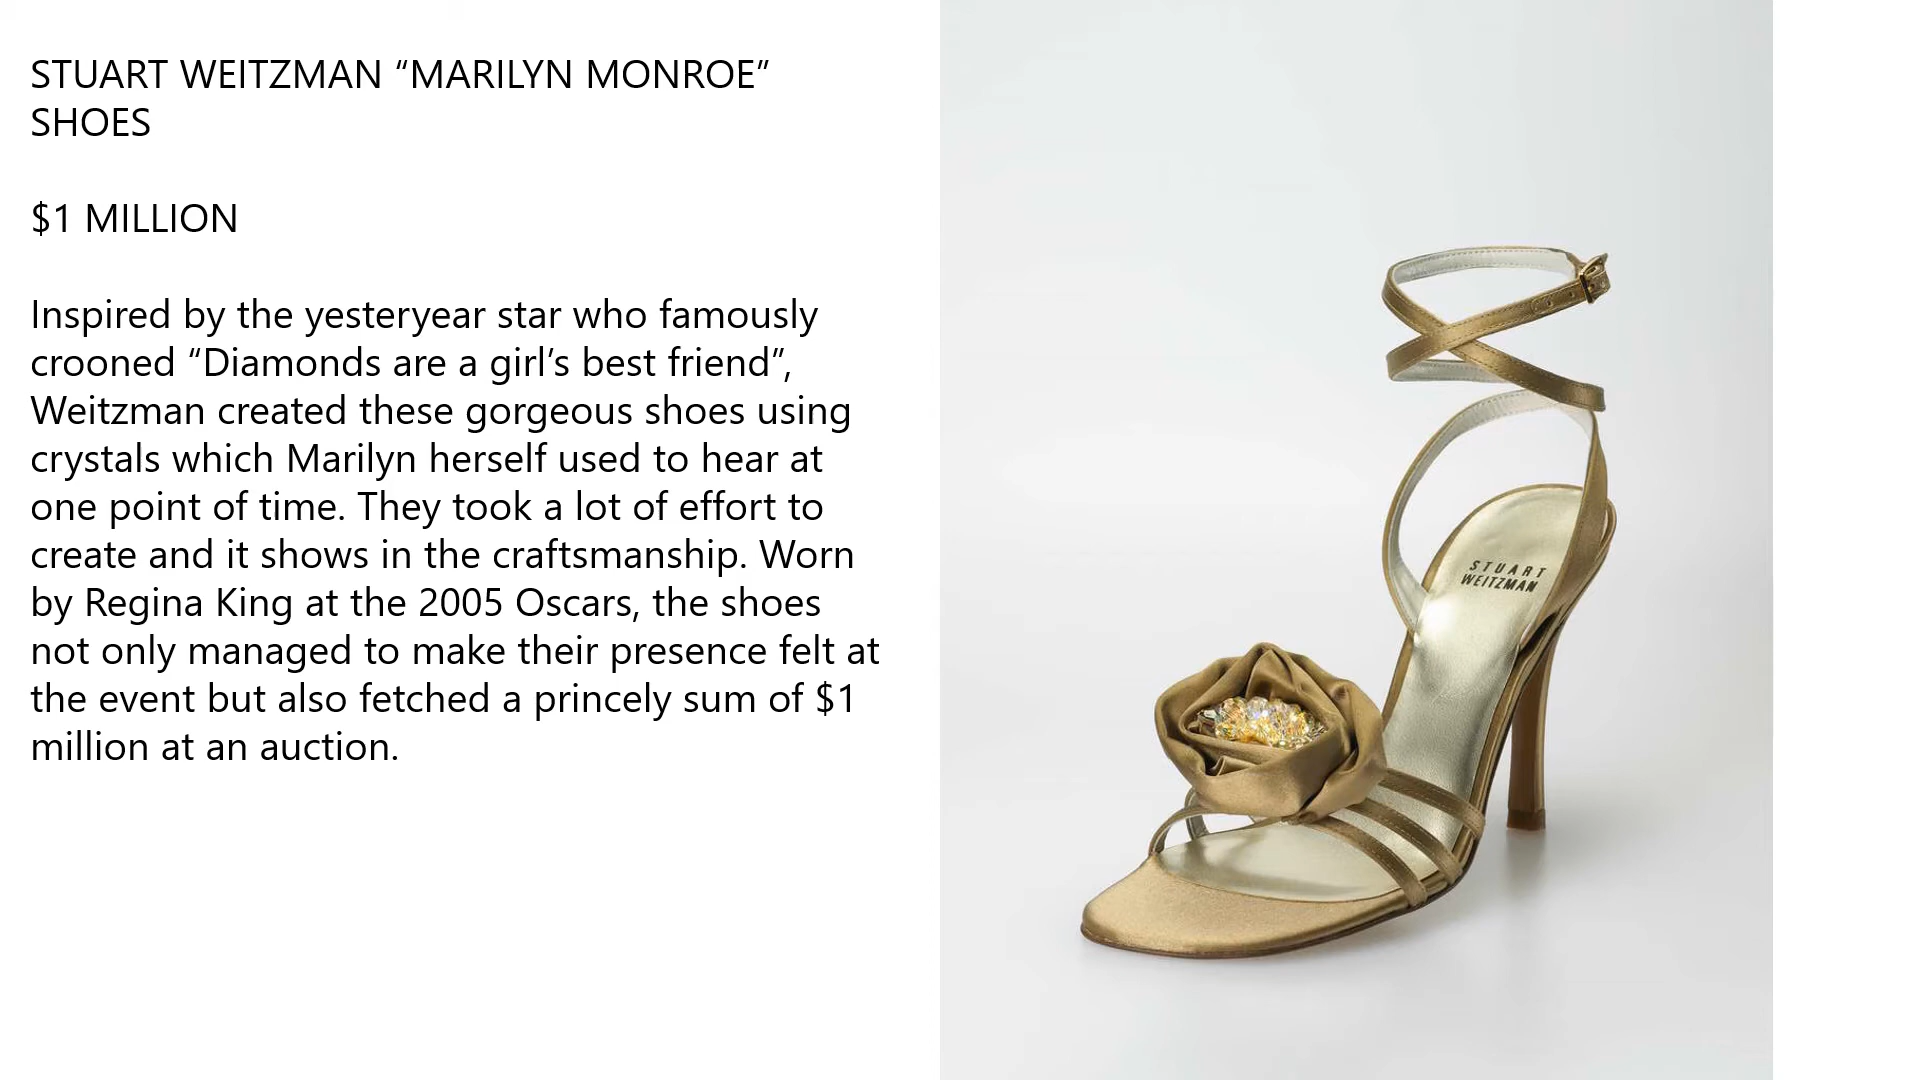 STUART WEITZMAN “MARILYN MONROE”
SHOES
$1 MILLION
Inspired by the yesteryear star who famously
crooned “Diamonds are a girl’s best friend”,
Weitzman created these gorgeous shoes using
crystals which Marilyn herself used to hear at
one point of time. They took a lot of effort to
create and it shows in the craftsmanship. Worn
by Regina King at the 2005 Oscars, the shoes
not only managed to make their presence felt at
the event but also fetched a princely sum of $1
million at an auction.
STUART
WEITZMAN